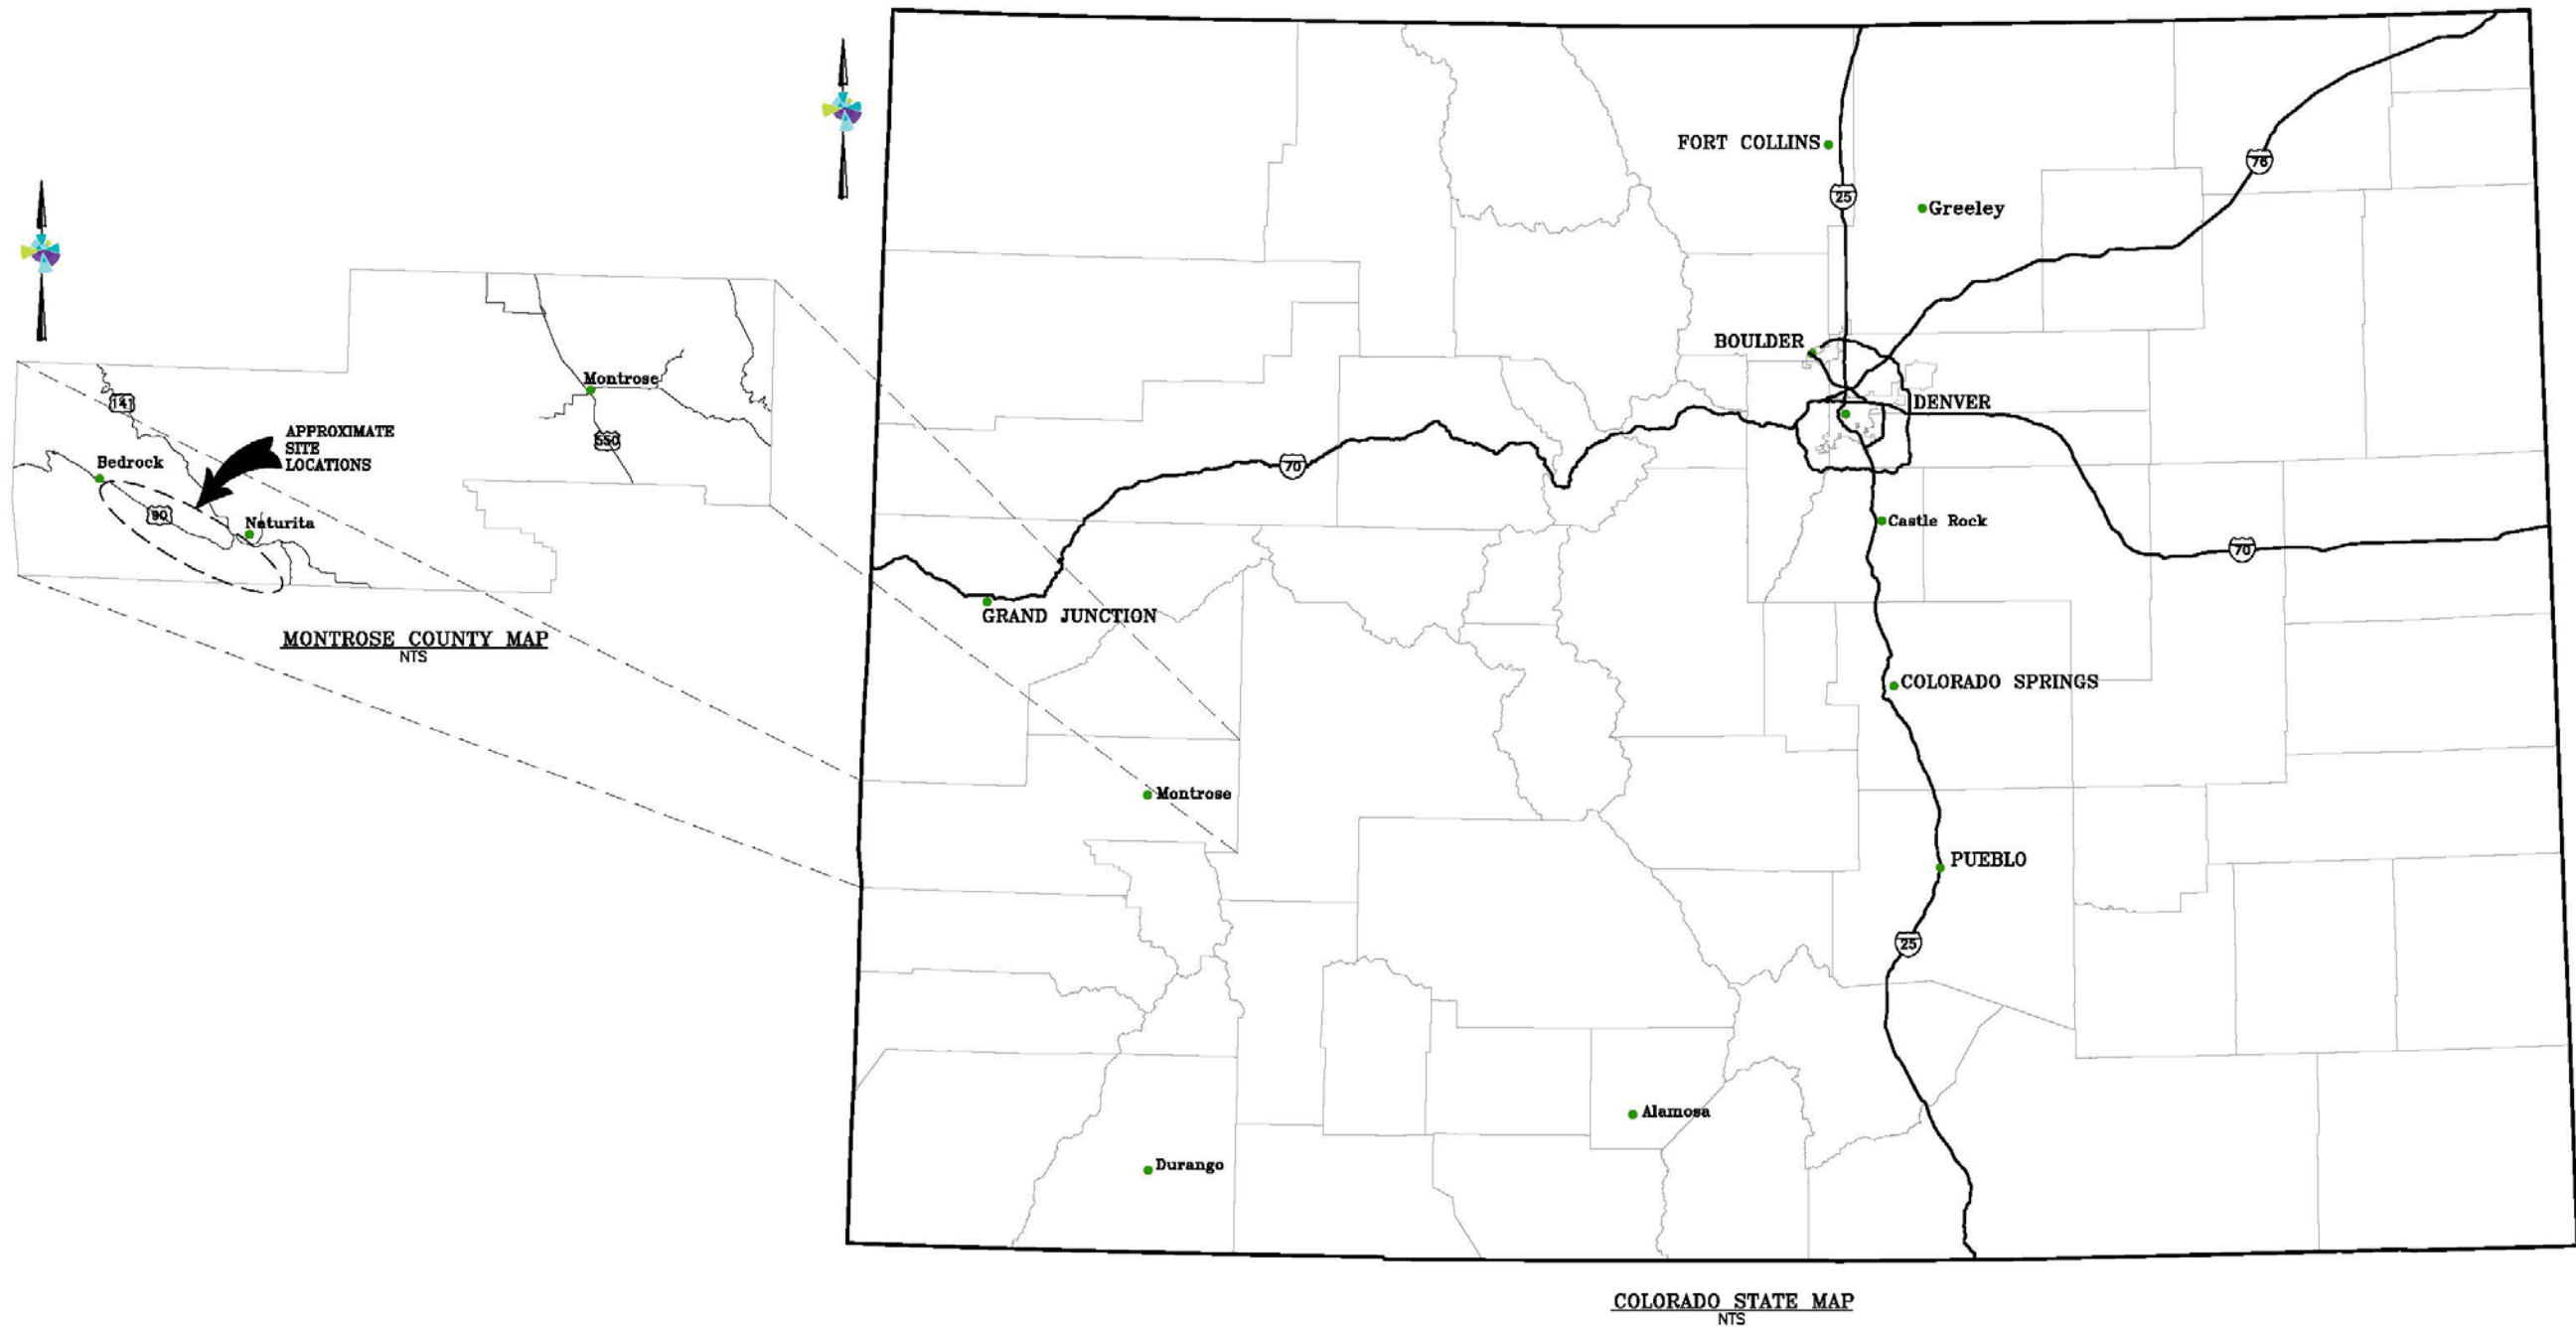 FORT COLLINS
25
76
Greeley
BOULDER
DENVER
70
Castle Rock
70
GRAND JUNCTION
COLORADO SPRINGS
Montrose
PUEBLO
25
Alamosa
Durango
COLORADO STATE MAP
NTS
Montrose
141
550
APPROXIMATE
SITE
LOCATIONS
Bedrock
90
Naturita
MONTROSE COUNTY MAP
NTS